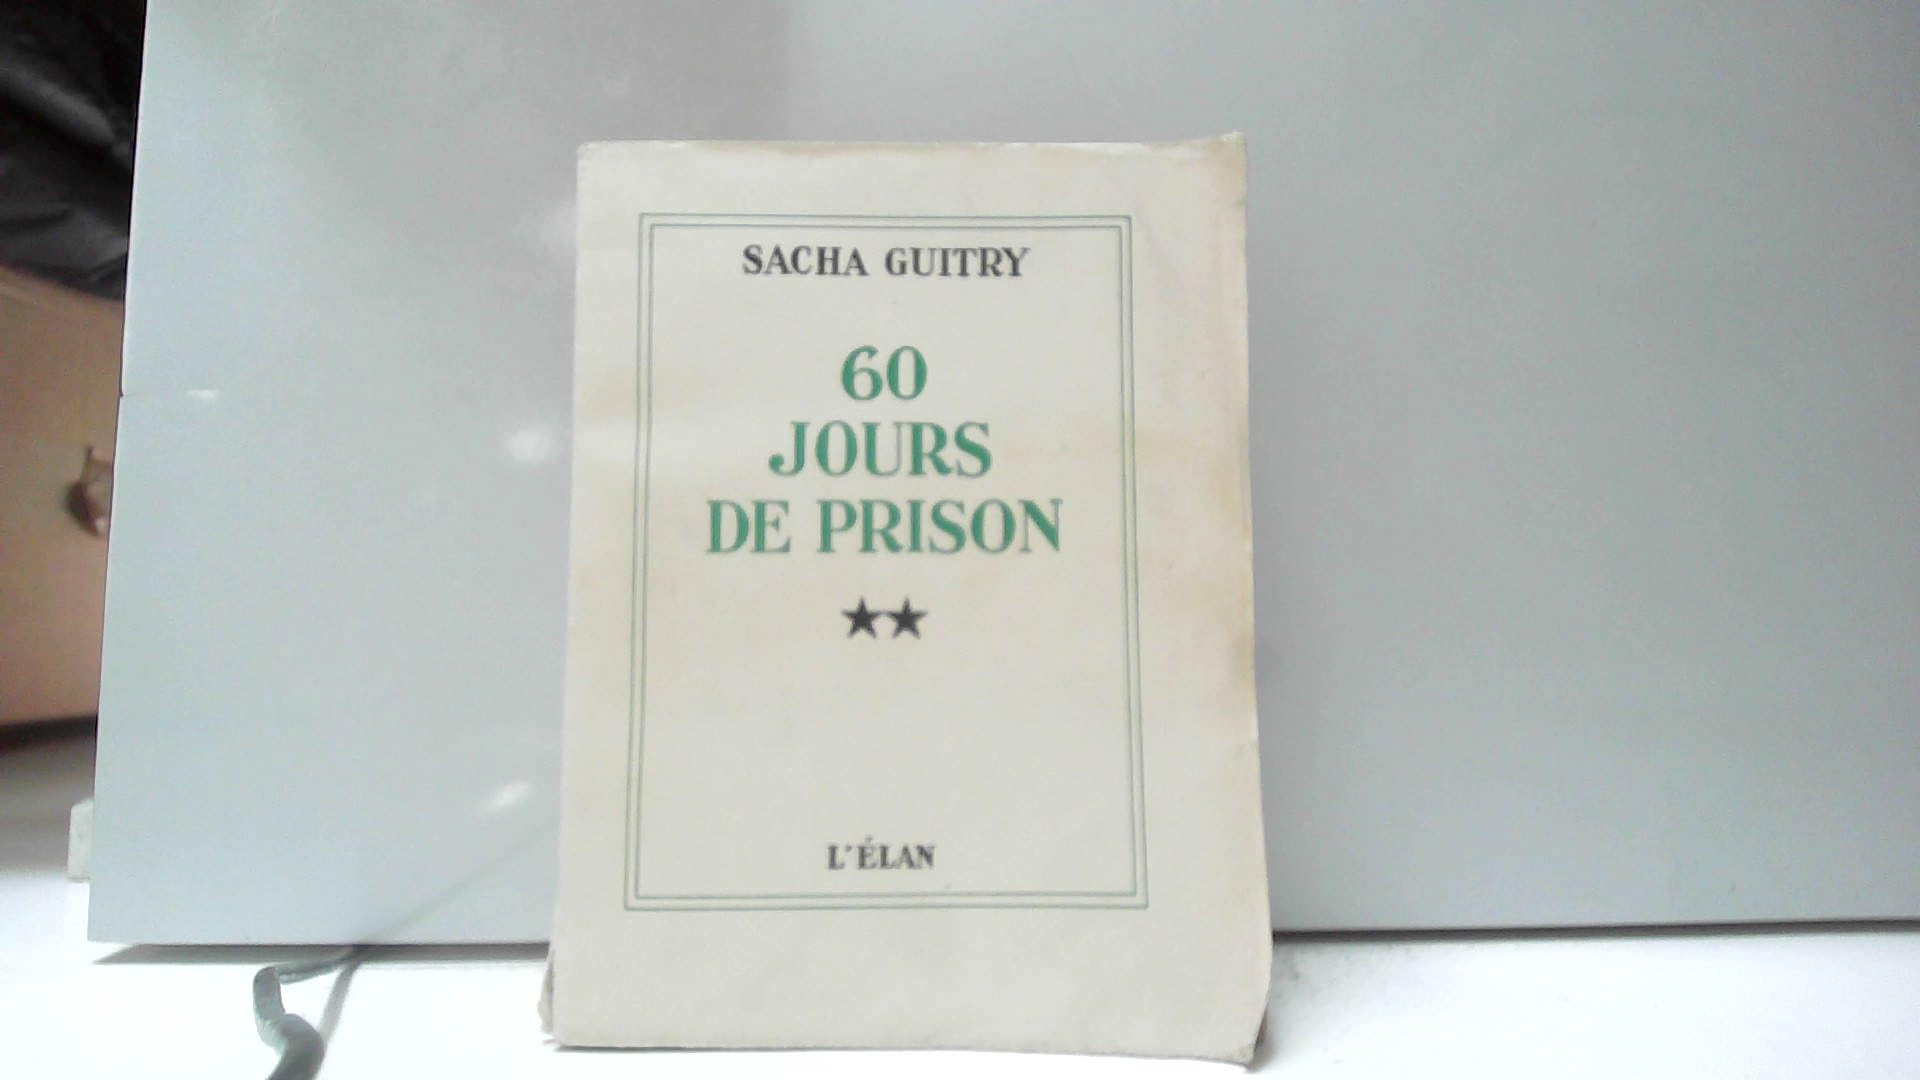 SACHA GUITRY
60
JOURS
DE PRISON
★★
L'ÉLAN